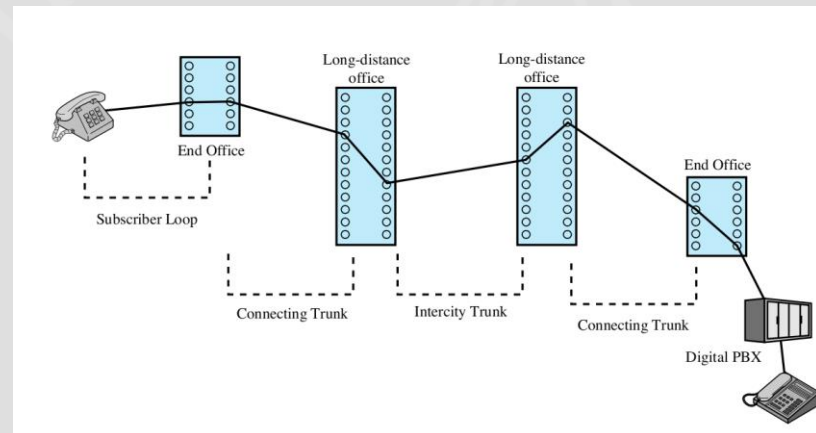 Long-distance
office
Long-distance
office
End Office
End Office
Subscriber Loop
Connecting Trunk
Intercity Trunk
Connecting Trunk
Digital PBX